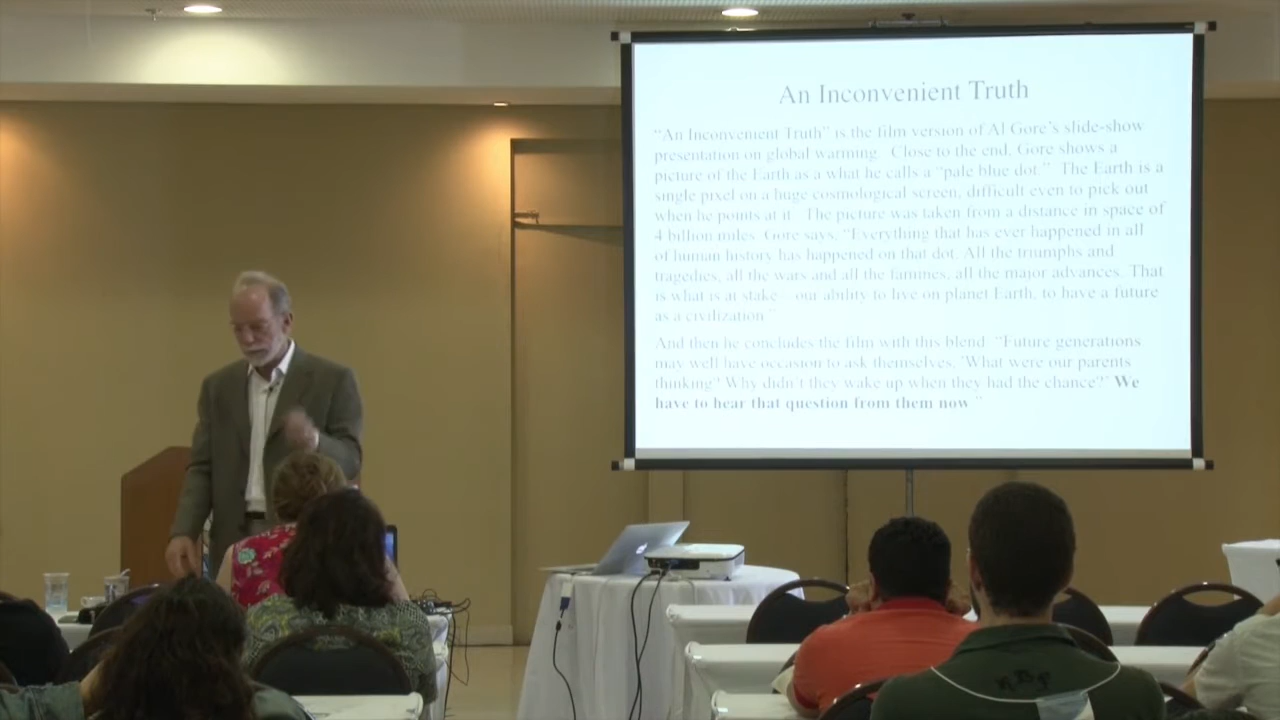 An Inconvenient Truth
“An Inconvenient Truth” is the film version of Al Gore’s slide-show
presentation on global warming. Close to the end, Gore shows a
picture of the Earth as a what he calls a “pale blue dot.” The Earth is a
single pixel on a huge cosmological screen, difficult even to pick out
when he points at it. The picture was taken from a distance in space of
4 billion miles. Gore says, “Everything that has ever happened in all
of human history has happened on that dot. All the triumphs and
tragedies, all the wars and all the famines, all the major advances. That
is what is at stake – our ability to live on planet Earth, to have a future
as a civilization.”
And then he concludes the film with this blend. “Future generations
may well have occasion to ask themselves, 'What were our parents
thinking? Why didn’t they wake up when they had the chance?' We
have to hear that question from them now.”